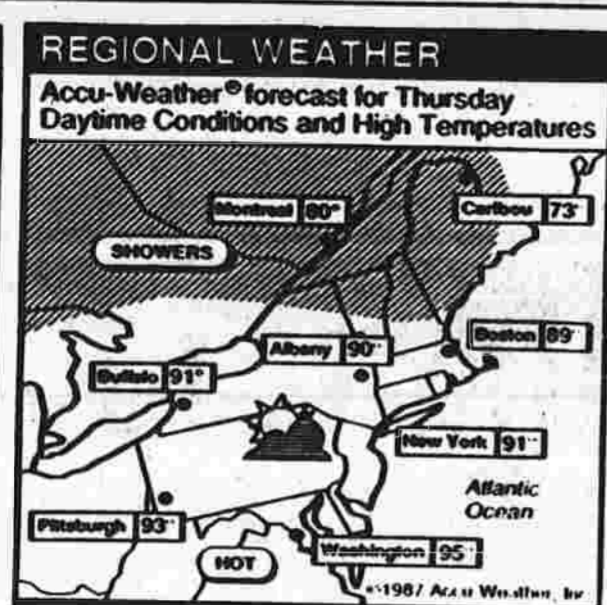 REGIONAL WEATHER
Accu-Weather® forecast for Thursday
Daytime Conditions and High Temperatures
Montreal 80°
Caribou 73°
SHOWERS
Albany 90°
Boston 89°
Buffalo 91°
New York 91°
Atlantic
Ocean
Pittsburgh 93°
Washington 95°
HOT
©1987 Accu-Weather, Inc